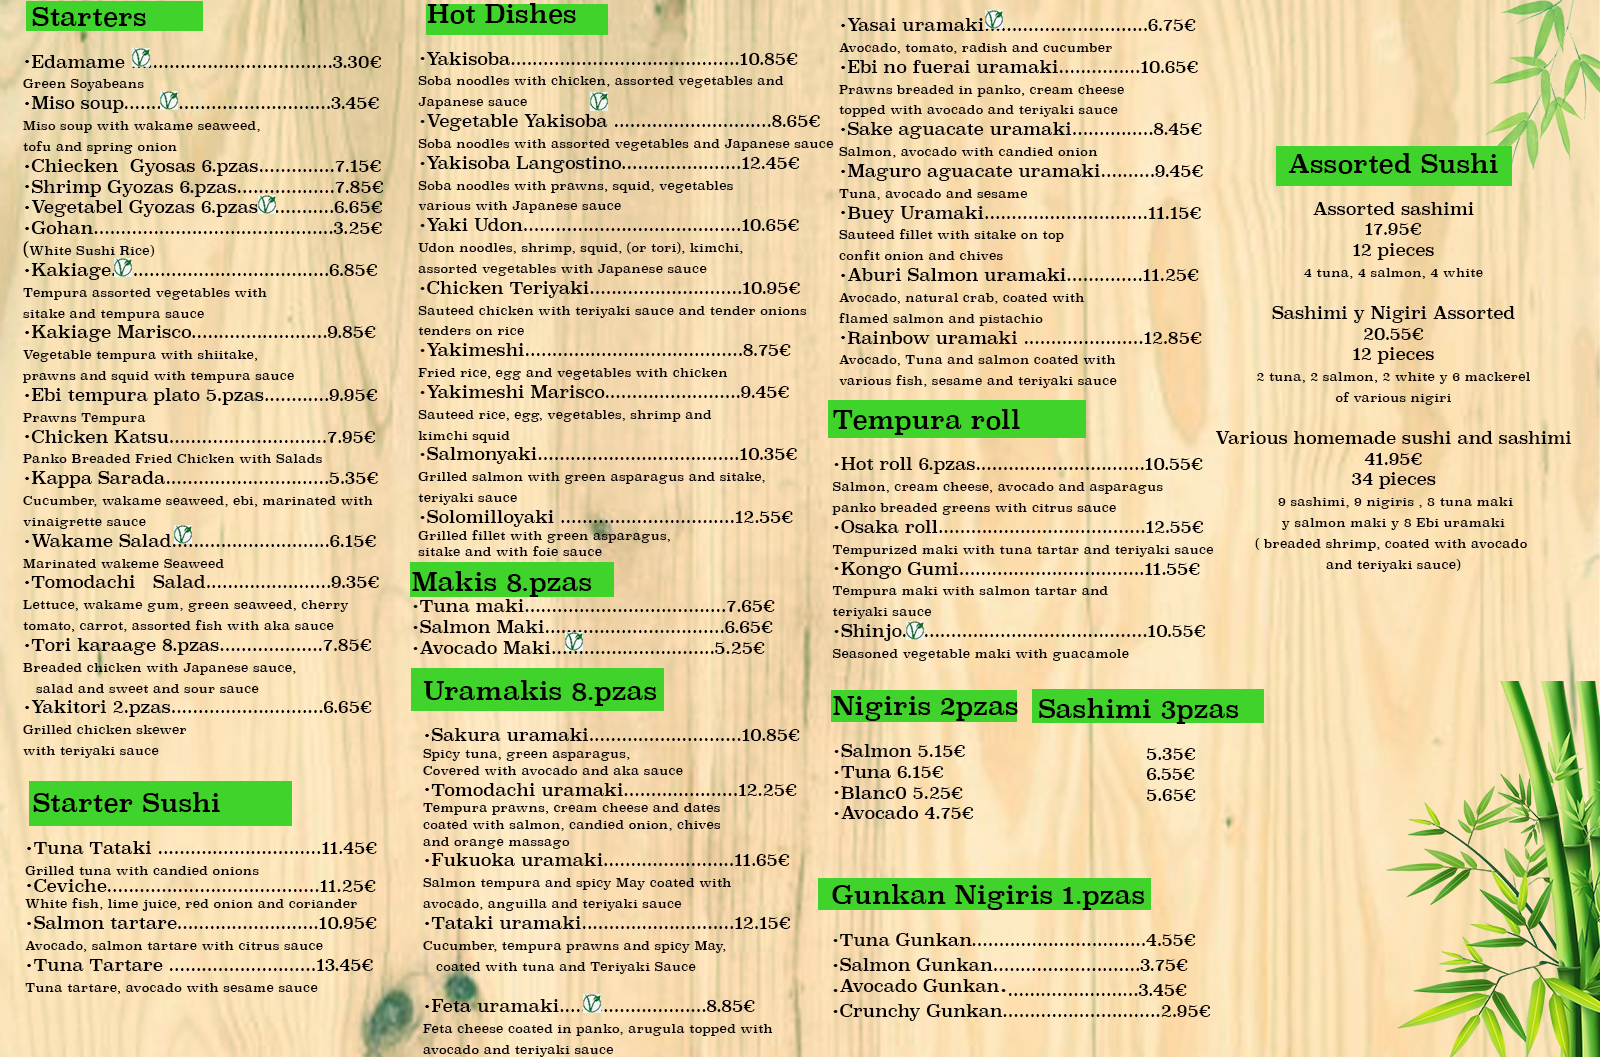 Starters
·Edamame ................................3.30€
Green Soyabeans
·Miso soup..................................3.45€
Miso soup with wakame seaweed,
tofu and spring onion
·Chiecken Gyosas 6.pzas..............7.15€
·Shrimp Gyozas 6.pzas.................7.85€
·Vegetabel Gyozas 6.pzas...........6.65€
·Gohan..........................................3.25€
(White Sushi Rice)
·Kakiage...................................6.85€
Tempura assorted vegetables with
sitake and tempura sauce
·Kakiage Marisco........................9.85€
Vegetable tempura with shiitake,
prawns and squid with tempura sauce
·Ebi tempura plato 5.pzas...........9.95€
Prawns Tempura
·Chicken Katsu............................7.95€
Panko Breaded Fried Chicken with Salads
·Kappa Sarada.............................5.35€
Cucumber, wakame seaweed, ebi, marinated with
vinaigrette sauce
·Wakame Salad...........................6.15€
Marinated wakeme Seaweed
·Tomodachi Salad......................9.35€
Lettuce, wakame gum, green seaweed, cherry
tomato, carrot, assorted fish with aka sauce
·Tori karaage 8.pzas..................7.85€
Breaded chicken with Japanese sauce,
salad and sweet and sour sauce
·Yakitori 2.pzas...........................6.65€
Grilled chicken skewer
with teriyaki sauce
Starter Sushi
·Tuna Tataki .............................11.45€
Grilled tuna with candied onions
·Ceviche......................................11.25€
White fish, lime juice, red onion and coriander
·Salmon tartare.........................10.95€
Avocado, salmon tartare with citrus sauce
·Tuna Tartare ..........................13.45€
Tuna tartare, avocado with sesame sauce
Hot Dishes
·Yakisoba.........................................10.85€
Soba noodles with chicken, assorted vegetables and
Japanese sauce
·Vegetable Yakisoba ............................8.65€
Soba noodles with assorted vegetables and Japanese sauce
·Yakisoba Langostino.....................12.45€
Soba noodles with prawns, squid, vegetables
various with Japanese sauce
·Yaki Udon.......................................10.65€
Udon noodles, shrimp, squid, (or tori), kimchi,
assorted vegetables with Japanese sauce
·Chicken Teriyaki...........................10.95€
Sauteed chicken with teriyaki sauce and tender onions
tenders on rice
·Yakimeshi.......................................8.75€
Fried rice, egg and vegetables with chicken
·Yakimeshi Marisco........................9.45€
Sauteed rice, egg, vegetables, shrimp and
kimchi squid
·Salmonyaki....................................10.35€
Grilled salmon with green asparagus and sitake,
teriyaki sauce
·Solomilloyaki ...............................12.55€
Grilled fillet with green asparagus,
sitake and with foie sauce
Makis 8.pzas
·Tuna maki....................................7.65€
·Salmon Maki................................6.65€
·Avocado Maki.............................5.25€
Uramakis 8.pzas
·Sakura uramaki...........................10.85€
Spicy tuna, green asparagus,
Covered with avocado and aka sauce
·Tomodachi uramaki.....................12.25€
Tempura prawns, cream cheese and dates
coated with salmon, candied onion, chives
and orange massago
·Fukuoka uramaki.......................11.65€
Salmon tempura and spicy May coated with
avocado, anguilla and teriyaki sauce
·Tataki uramaki...........................12.15€
Cucumber, tempura prawns and spicy May,
coated with tuna and Teriyaki Sauce
·Feta uramaki......................8.85€
Feta cheese coated in panko, arugula topped with
avocado and teriyaki sauce
·Yasai uramaki.............................6.75€
Avocado, tomato, radish and cucumber
·Ebi no fuerai uramaki...............10.65€
Prawns breaded in panko, cream cheese
topped with avocado and teriyaki sauce
·Sake aguacate uramaki...............8.45€
Salmon, avocado with candied onion
·Maguro aguacate uramaki..........9.45€
Tuna, avocado and sesame
·Buey Uramaki.............................11.15€
Sauteed fillet with sitake on top
confit onion and chives
·Aburi Salmon uramaki..............11.25€
Avocado, natural crab, coated with
flamed salmon and pistachio
·Rainbow uramaki .....................12.85€
Avocado, Tuna and salmon coated with
various fish, sesame and teriyaki sauce
Tempura roll
·Hot roll 6.pzas..............................10.55€
Salmon, cream cheese, avocado and asparagus
panko breaded greens with citrus sauce
·Osaka roll.....................................12.55€
Tempurized maki with tuna tartar and teriyaki sauce
·Kongo Gumi.................................11.55€
Tempura maki with salmon tartar and
teriyaki sauce
·Shinjo........................................10.55€
Seasoned vegetable maki with guacamole
Nigiris 2pzas Sashimi 3pzas
·Salmon 5.15€ 5.35€
·Tuna 6.15€ 6.55€
·Blanc0 5.25€ 5.65€
·Avocado 4.75€
Gunkan Nigiris 1.pzas
·Tuna Gunkan...............................4.55€
·Salmon Gunkan..........................3.75€
·Avocado Gunkan........................3.45€
·Crunchy Gunkan............................2.95€
Assorted Sushi
Assorted sashimi
17.95€
12 pieces
4 tuna, 4 salmon, 4 white
Sashimi y Nigiri Assorted
20.55€
12 pieces
2 tuna, 2 salmon, 2 white y 6 mackerel
of various nigiri
Various homemade sushi and sashimi
41.95€
34 pieces
9 sashimi, 9 nigiris , 8 tuna maki
y salmon maki y 8 Ebi uramaki
( breaded shrimp, coated with avocado
and teriyaki sauce)